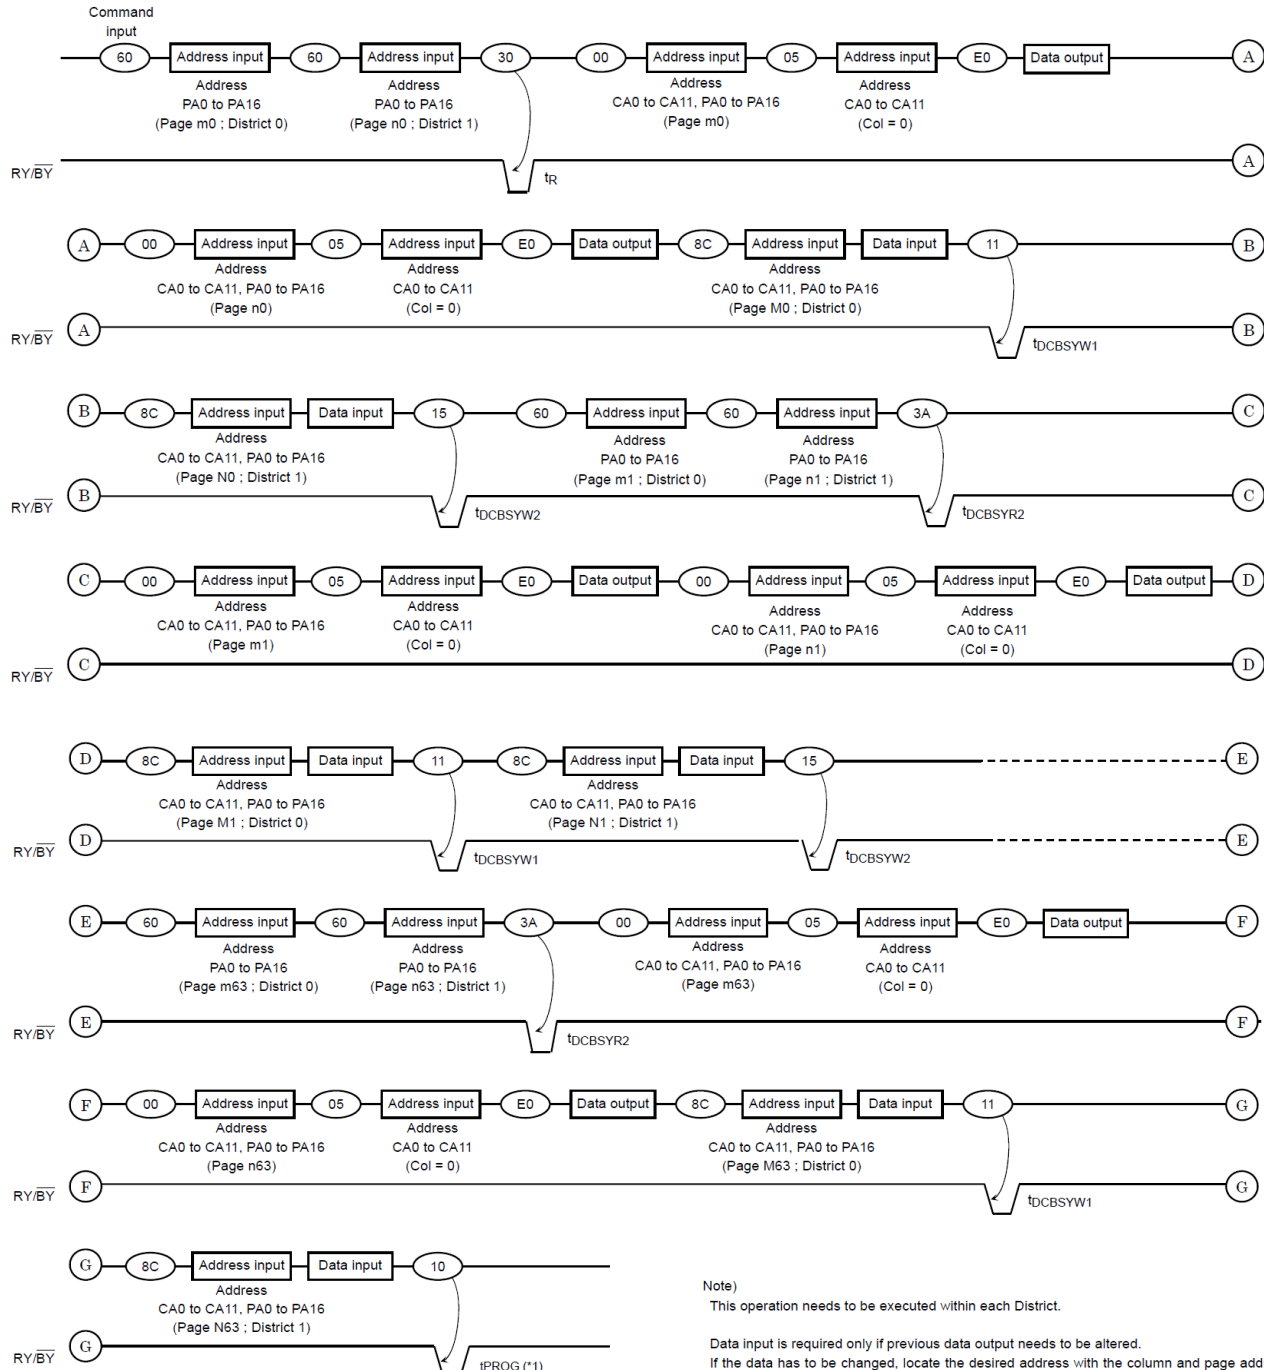 Command
input
60 Address input 60 Address input 30 00 Address input 05 Address input E0 Data output A
Address Address Address Address
PA0 to PA16 PA0 to PA16 CA0 to CA11, PA0 to PA16 CA0 to CA11
(Page m0 ; District 0) (Page n0 ; District 1) (Page m0) (Col = 0)
RY/BY tR A
A 00 Address input 05 Address input E0 Data output 8C Address input Data input 11 B
Address Address Address
CA0 to CA11, PA0 to PA16 CA0 to CA11 CA0 to CA11, PA0 to PA16
(Page n0) (Col = 0) (Page M0 ; District 0)
RY/BY A tDCBSYW1 B
B 8C Address input Data input 15 60 Address input 60 Address input 3A C
Address Address Address
CA0 to CA11, PA0 to PA16 PA0 to PA16 PA0 to PA16
(Page N0 ; District 1) (Page m1 ; District 0) (Page n1 ; District 1)
RY/BY B tDCBSYW2 tDCBSYR2 C
C 00 Address input 05 Address input E0 Data output 00 Address input 05 Address input E0 Data output D
Address Address Address Address
CA0 to CA11, PA0 to PA16 CA0 to CA11 CA0 to CA11, PA0 to PA16 CA0 to CA11
(Page m1) (Col = 0) (Page n1) (Col = 0)
RY/BY C D
D 8C Address input Data input 11 8C Address input Data input 15 E
Address Address
CA0 to CA11, PA0 to PA16 CA0 to CA11, PA0 to PA16
(Page M1 ; District 0) (Page N1 ; District 1)
RY/BY D tDCBSYW1 tDCBSYW2 E
E 60 Address input 60 Address input 3A 00 Address input 05 Address input E0 Data output F
Address Address Address Address
PA0 to PA16 PA0 to PA16 CA0 to CA11, PA0 to PA16 CA0 to CA11
(Page m63 ; District 0) (Page n63 ; District 1) (Page m63) (Col = 0)
RY/BY E tDCBSYR2 F
F 00 Address input 05 Address input E0 Data output 8C Address input Data input 11 G
Address Address Address
CA0 to CA11, PA0 to PA16 CA0 to CA11 CA0 to CA11, PA0 to PA16
(Page n63) (Col = 0) (Page M63 ; District 0)
RY/BY F tDCBSYW1 G
G 8C Address input Data input 10
Address
CA0 to CA11, PA0 to PA16
(Page N63 ; District 1)
RY/BY G tPROG (*1)
Note)
This operation needs to be executed within each District.
Data input is required only if previous data output needs to be altered.
If the data has to be changed, locate the desired address with the column and page add